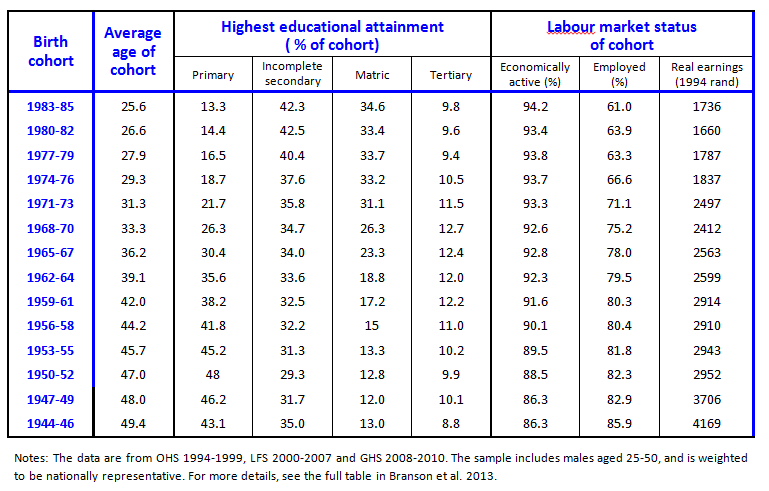 Birth cohort Average age of cohort Highest educational attainment ( % of cohort) Labour market status of cohort
Primary Incomplete secondary Matric Tertiary Economically active (%) Employed (%) Real earnings (1994 rand)
1983-85 25.6 13.3 42.3 34.6 9.8 94.2 61.0 1736
1980-82 26.6 14.4 42.5 33.4 9.6 93.4 63.9 1660
1977-79 27.9 16.5 40.4 33.7 9.4 93.8 63.3 1787
1974-76 29.3 18.7 37.6 33.2 10.5 93.7 66.6 1837
1971-73 31.3 21.7 35.8 31.1 11.5 93.3 71.1 2497
1968-70 33.3 26.3 34.7 26.3 12.7 92.6 75.2 2412
1965-67 36.2 30.4 34.0 23.3 12.4 92.8 78.0 2563
1962-64 39.1 35.6 33.6 18.8 12.0 92.3 79.5 2599
1959-61 42.0 38.2 32.5 17.2 12.2 91.6 80.3 2914
1956-58 44.2 41.8 32.2 15 11.0 90.1 80.4 2910
1953-55 45.7 45.2 31.3 13.3 10.2 89.5 81.8 2943
1950-52 47.0 48 29.3 12.8 9.9 88.5 82.3 2952
1947-49 48.0 46.2 31.7 12.0 10.1 86.3 82.9 3706
1944-46 49.4 43.1 35.0 13.0 8.8 86.3 85.9 4169
Notes: The data are from OHS 1994-1999, LFS 2000-2007 and GHS 2008-2010. The sample includes males aged 25-50, and is weighted
to be nationally representative. For more details, see the full table in Branson et al. 2013.